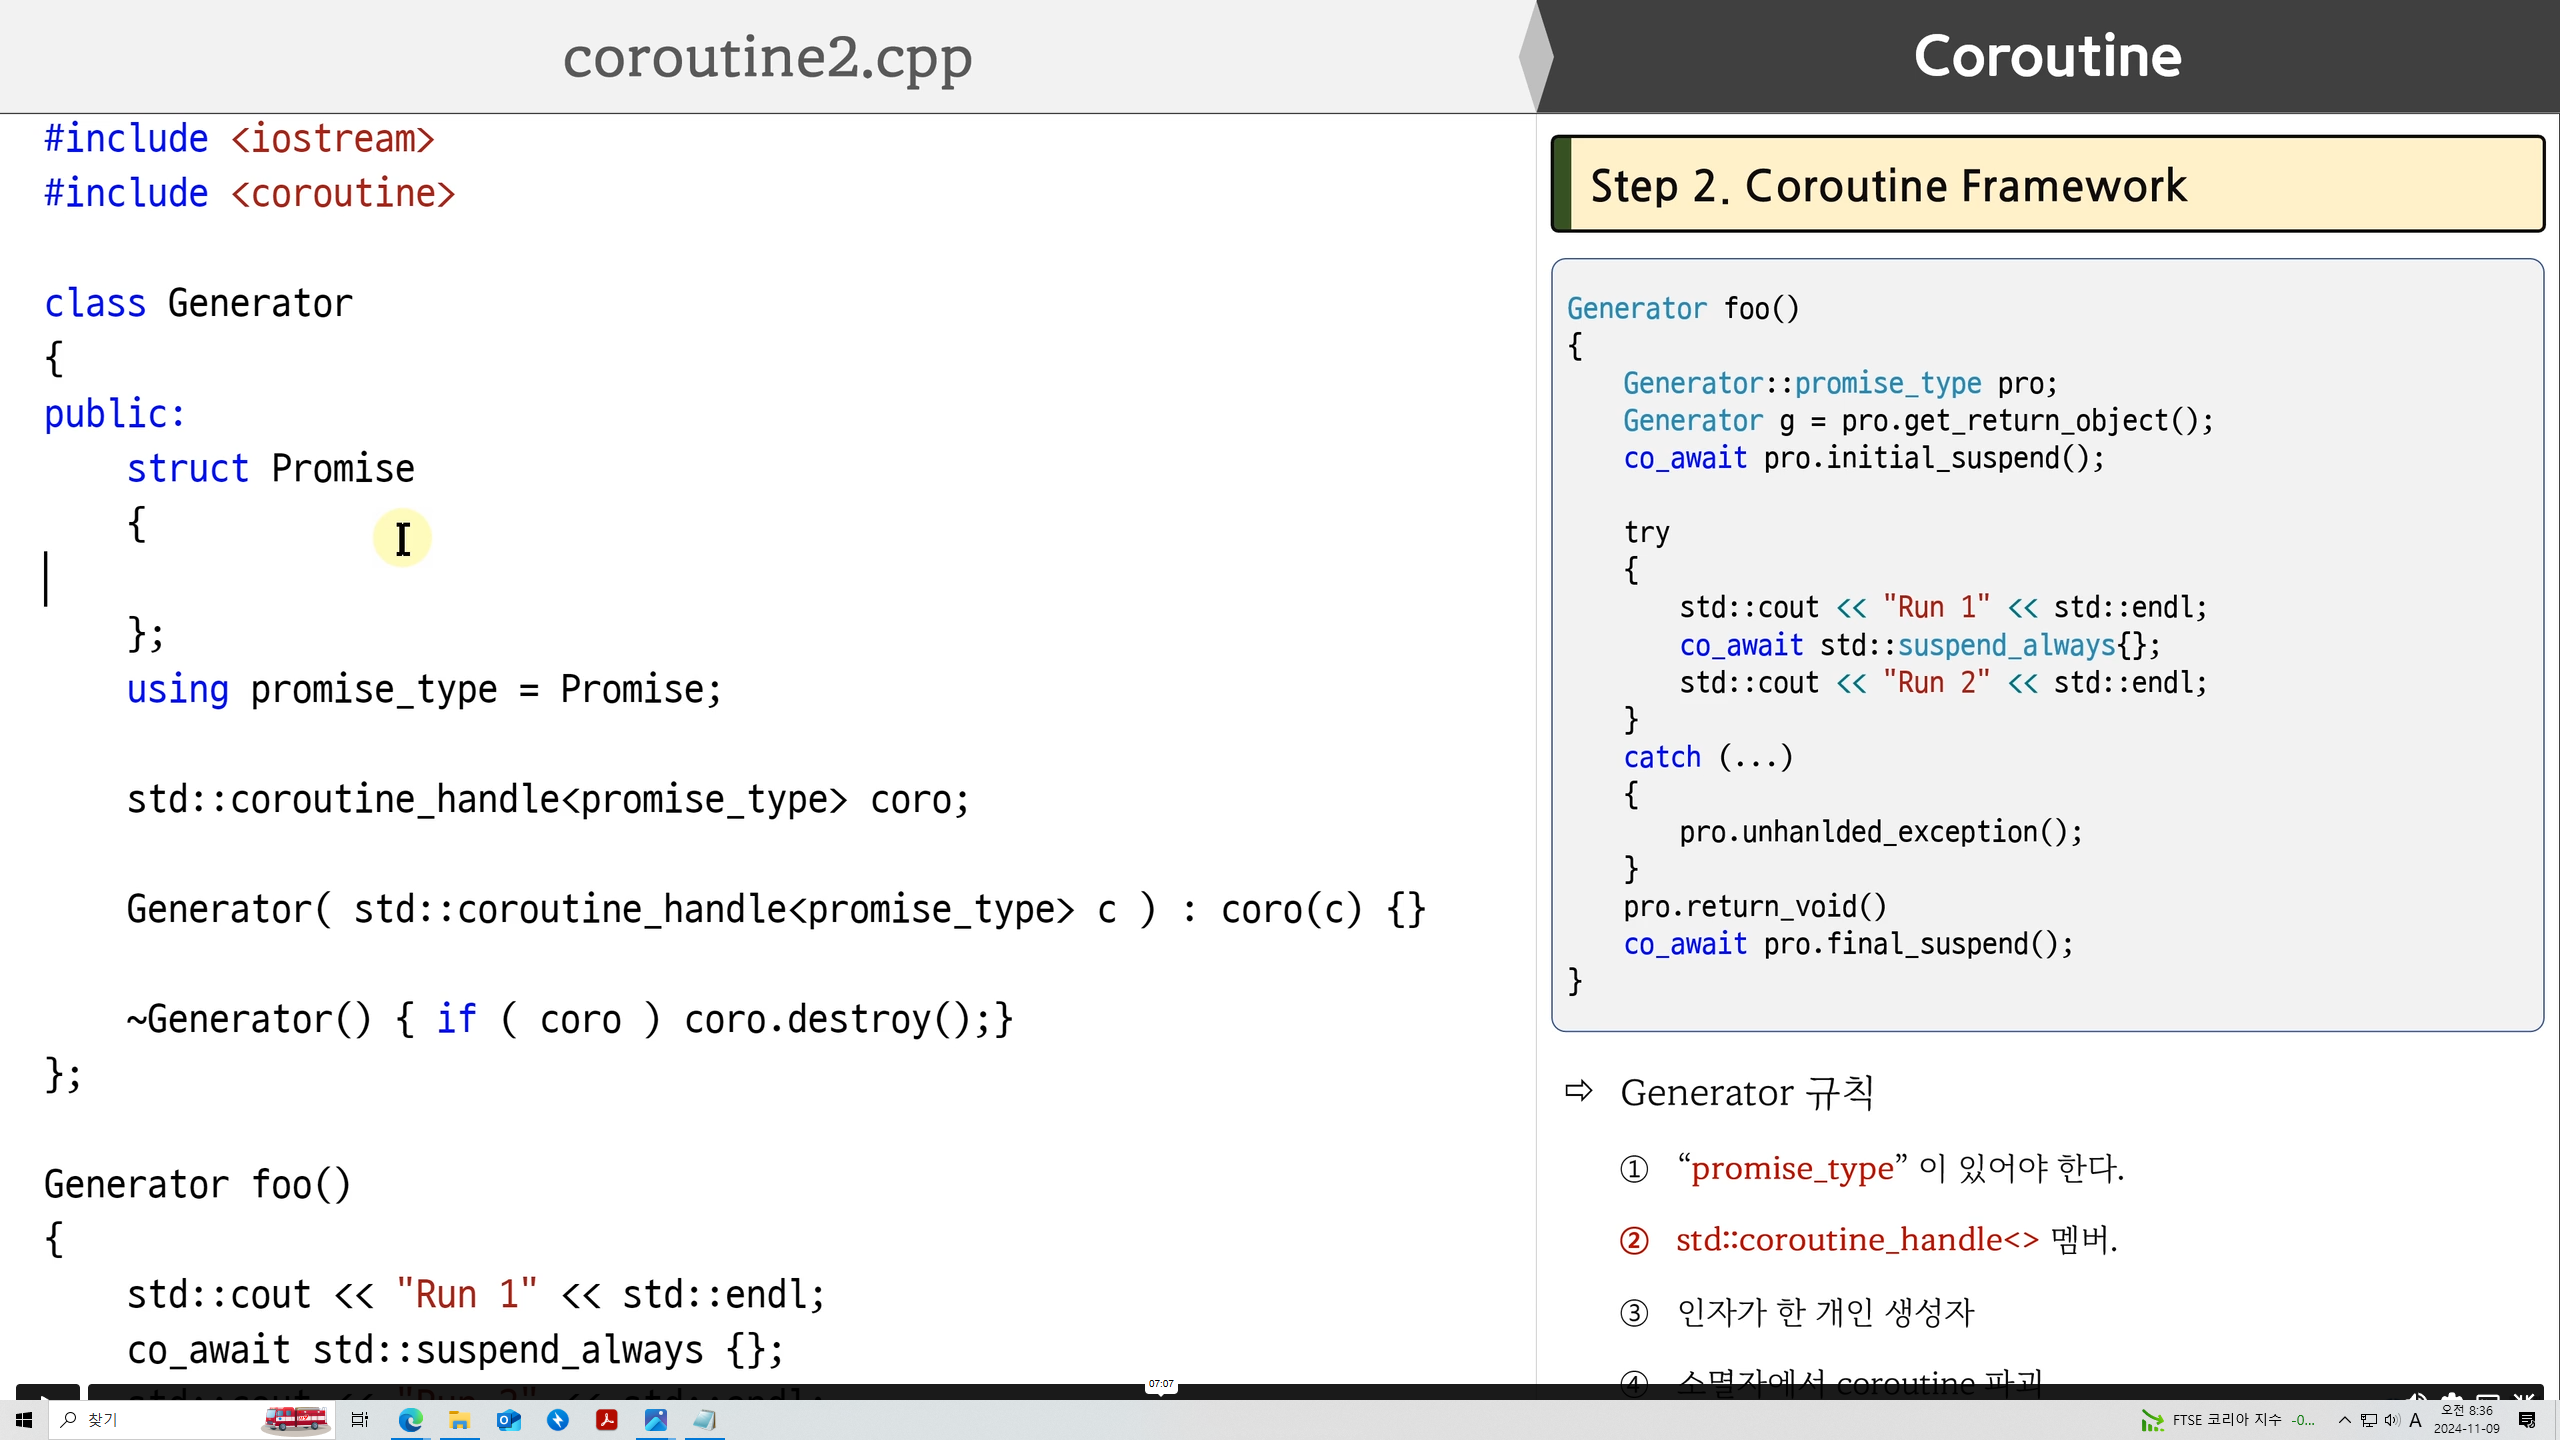 coroutine2.cpp
#include <iostream>
#include <coroutine>
class Generator
{
public:
struct Promise
{
};
using promise_type = Promise;
std::coroutine_handle<promise_type> coro;
Generator( std::coroutine_handle<promise_type> c ) : coro(c) {}
~Generator() { if ( coro ) coro.destroy();}
};
Generator foo()
{
std::cout << "Run 1" << std::endl;
co_await std::suspend_always {};
std::cout << "Run 2" << std::endl;
Coroutine
Step 2. Coroutine Framework
Generator foo()
{
Generator::promise_type pro;
Generator g = pro.get_return_object();
co_await pro.initial_suspend();
try
{
std::cout << "Run 1" << std::endl;
co_await std::suspend_always{};
std::cout << "Run 2" << std::endl;
}
catch (...)
{
pro.unhanlded_exception();
}
pro.return_void()
co_await pro.final_suspend();
}
⇨ Generator 규칙
① “promise_type” 이 있어야 한다.
② std::coroutine_handle<> 멤버.
③ 인자가 한 개인 생성자
④ 소멸자에서 coroutine 파괴
07:07
찾기
FTSE 코리아 지수 -0...
A
오전 8:36
2024-11-09